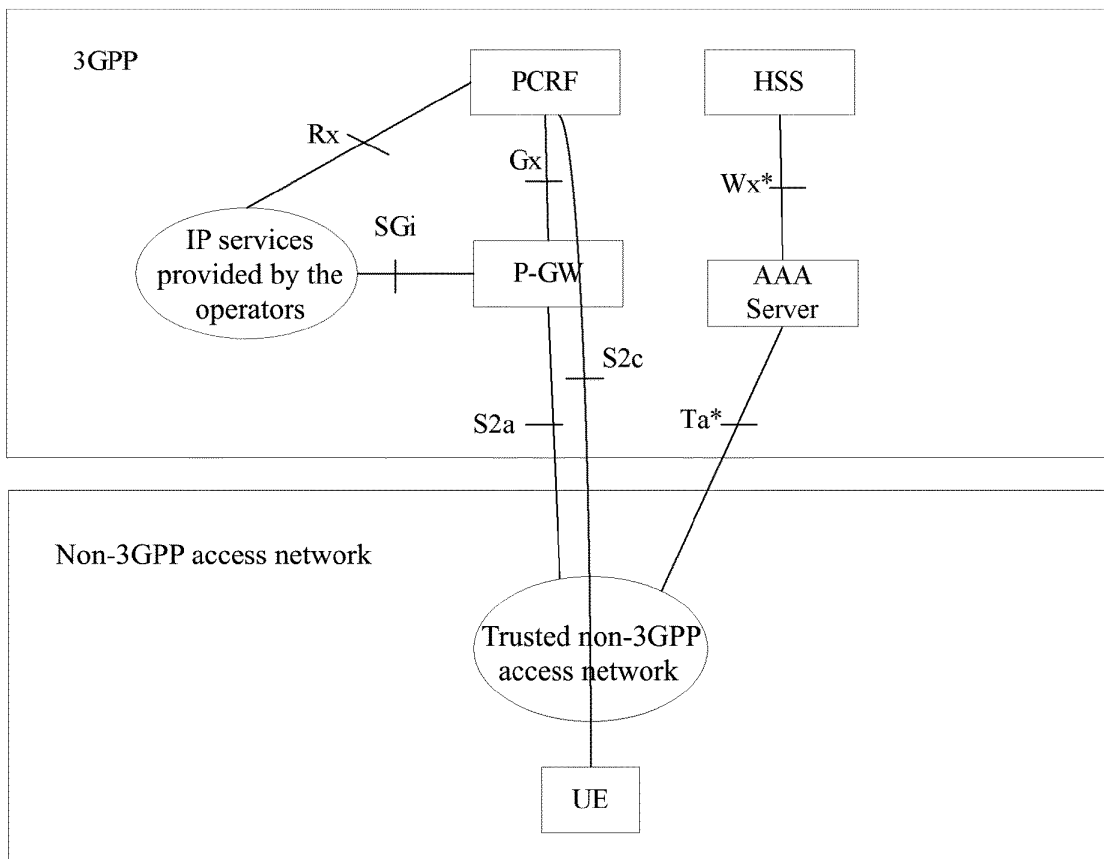 3GPP
PCRF
HSS
Rx
Gx
Wx*
SGi
IP services
provided by the
operators
P-GW
AAA
Server
S2c
S2a
Ta*
Non-3GPP access network
Trusted non-3GPP
access network
UE